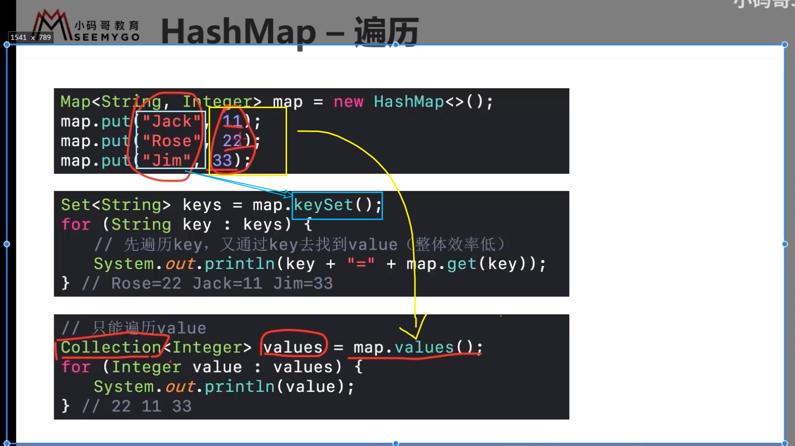 小码哥
小码哥教育
SEEMYGO
1541 x 789
HashMap – 遍历
Map<String, Integer> map = new HashMap<>();
map.put("Jack", 11);
map.put("Rose", 22);
map.put("Jim", 33);
Set<String> keys = map.keySet();
for (String key : keys) {
// 先遍历key，又通过key去找到value（整体效率低）
System.out.println(key + "=" + map.get(key));
} // Rose=22 Jack=11 Jim=33
// 只能遍历value
Collection<Integer> values = map.values();
for (Integer value : values) {
System.out.println(value);
} // 22 11 33